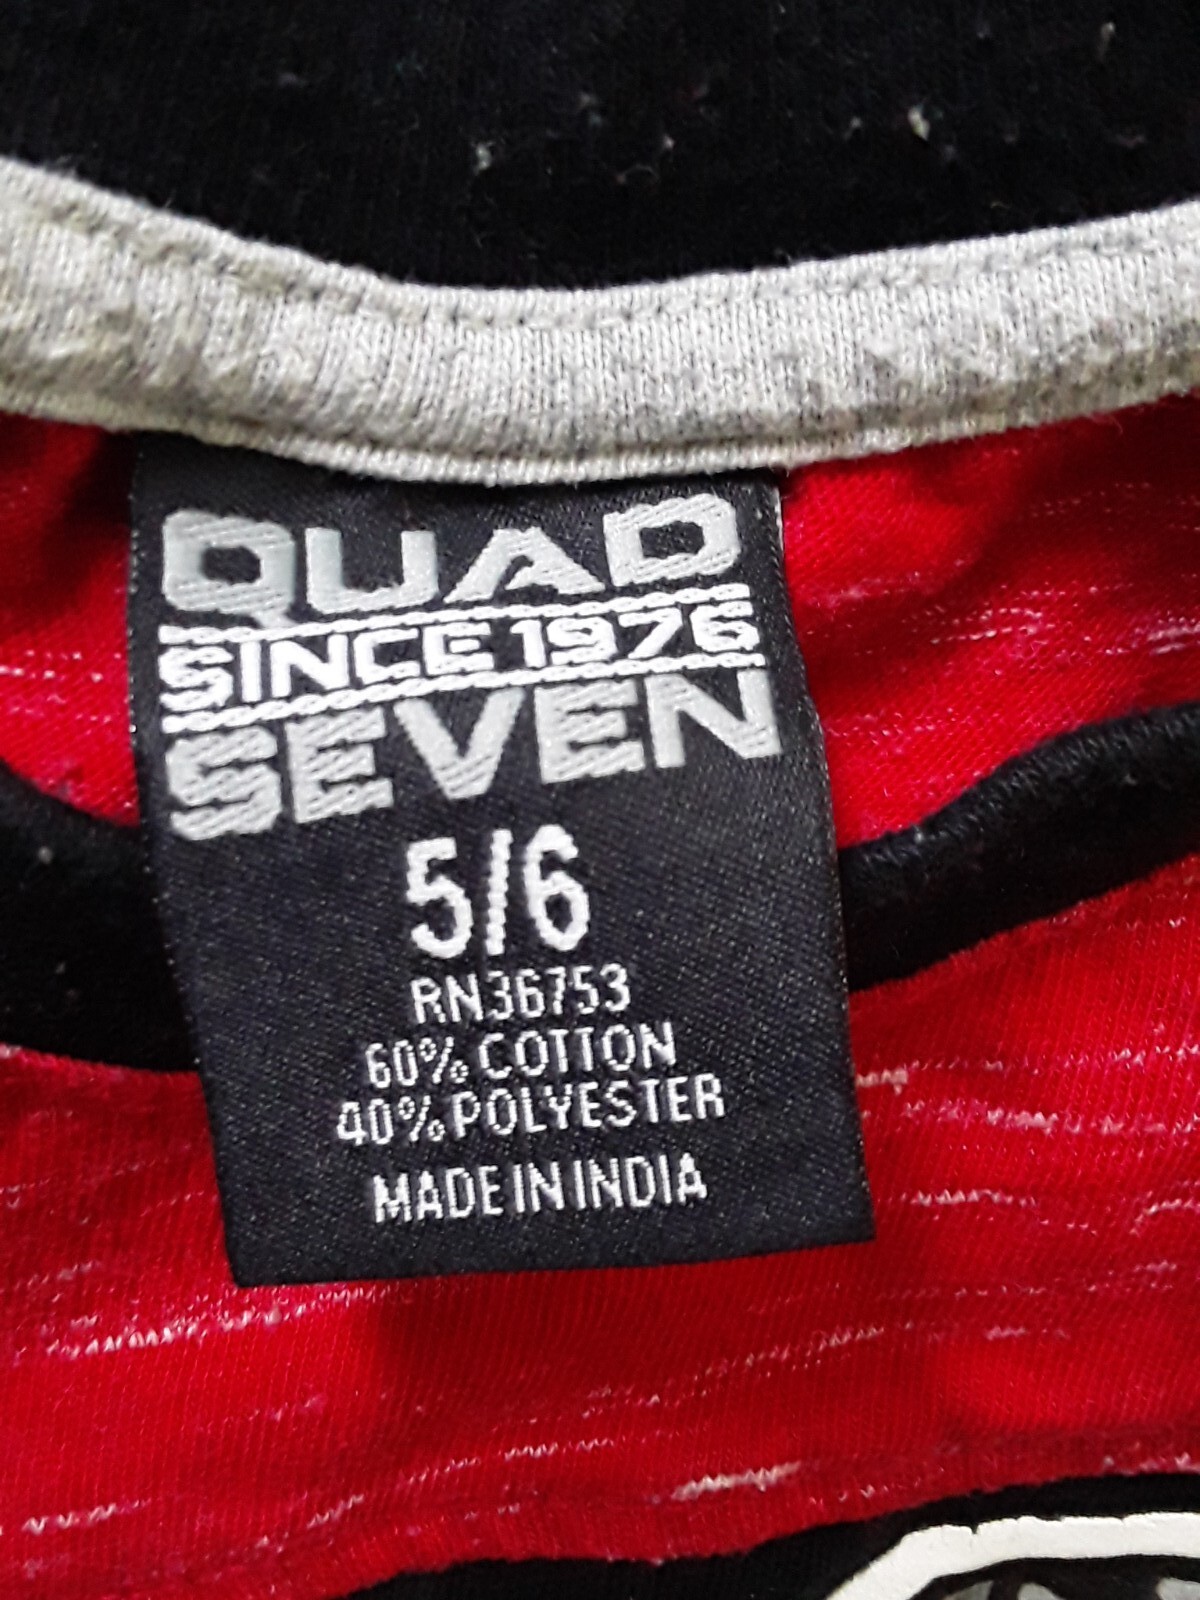 QUAD
SINCE 1976
SEVEN
5/6
RN36753
60% COTTON
40% POLYESTER
MADE IN INDIA